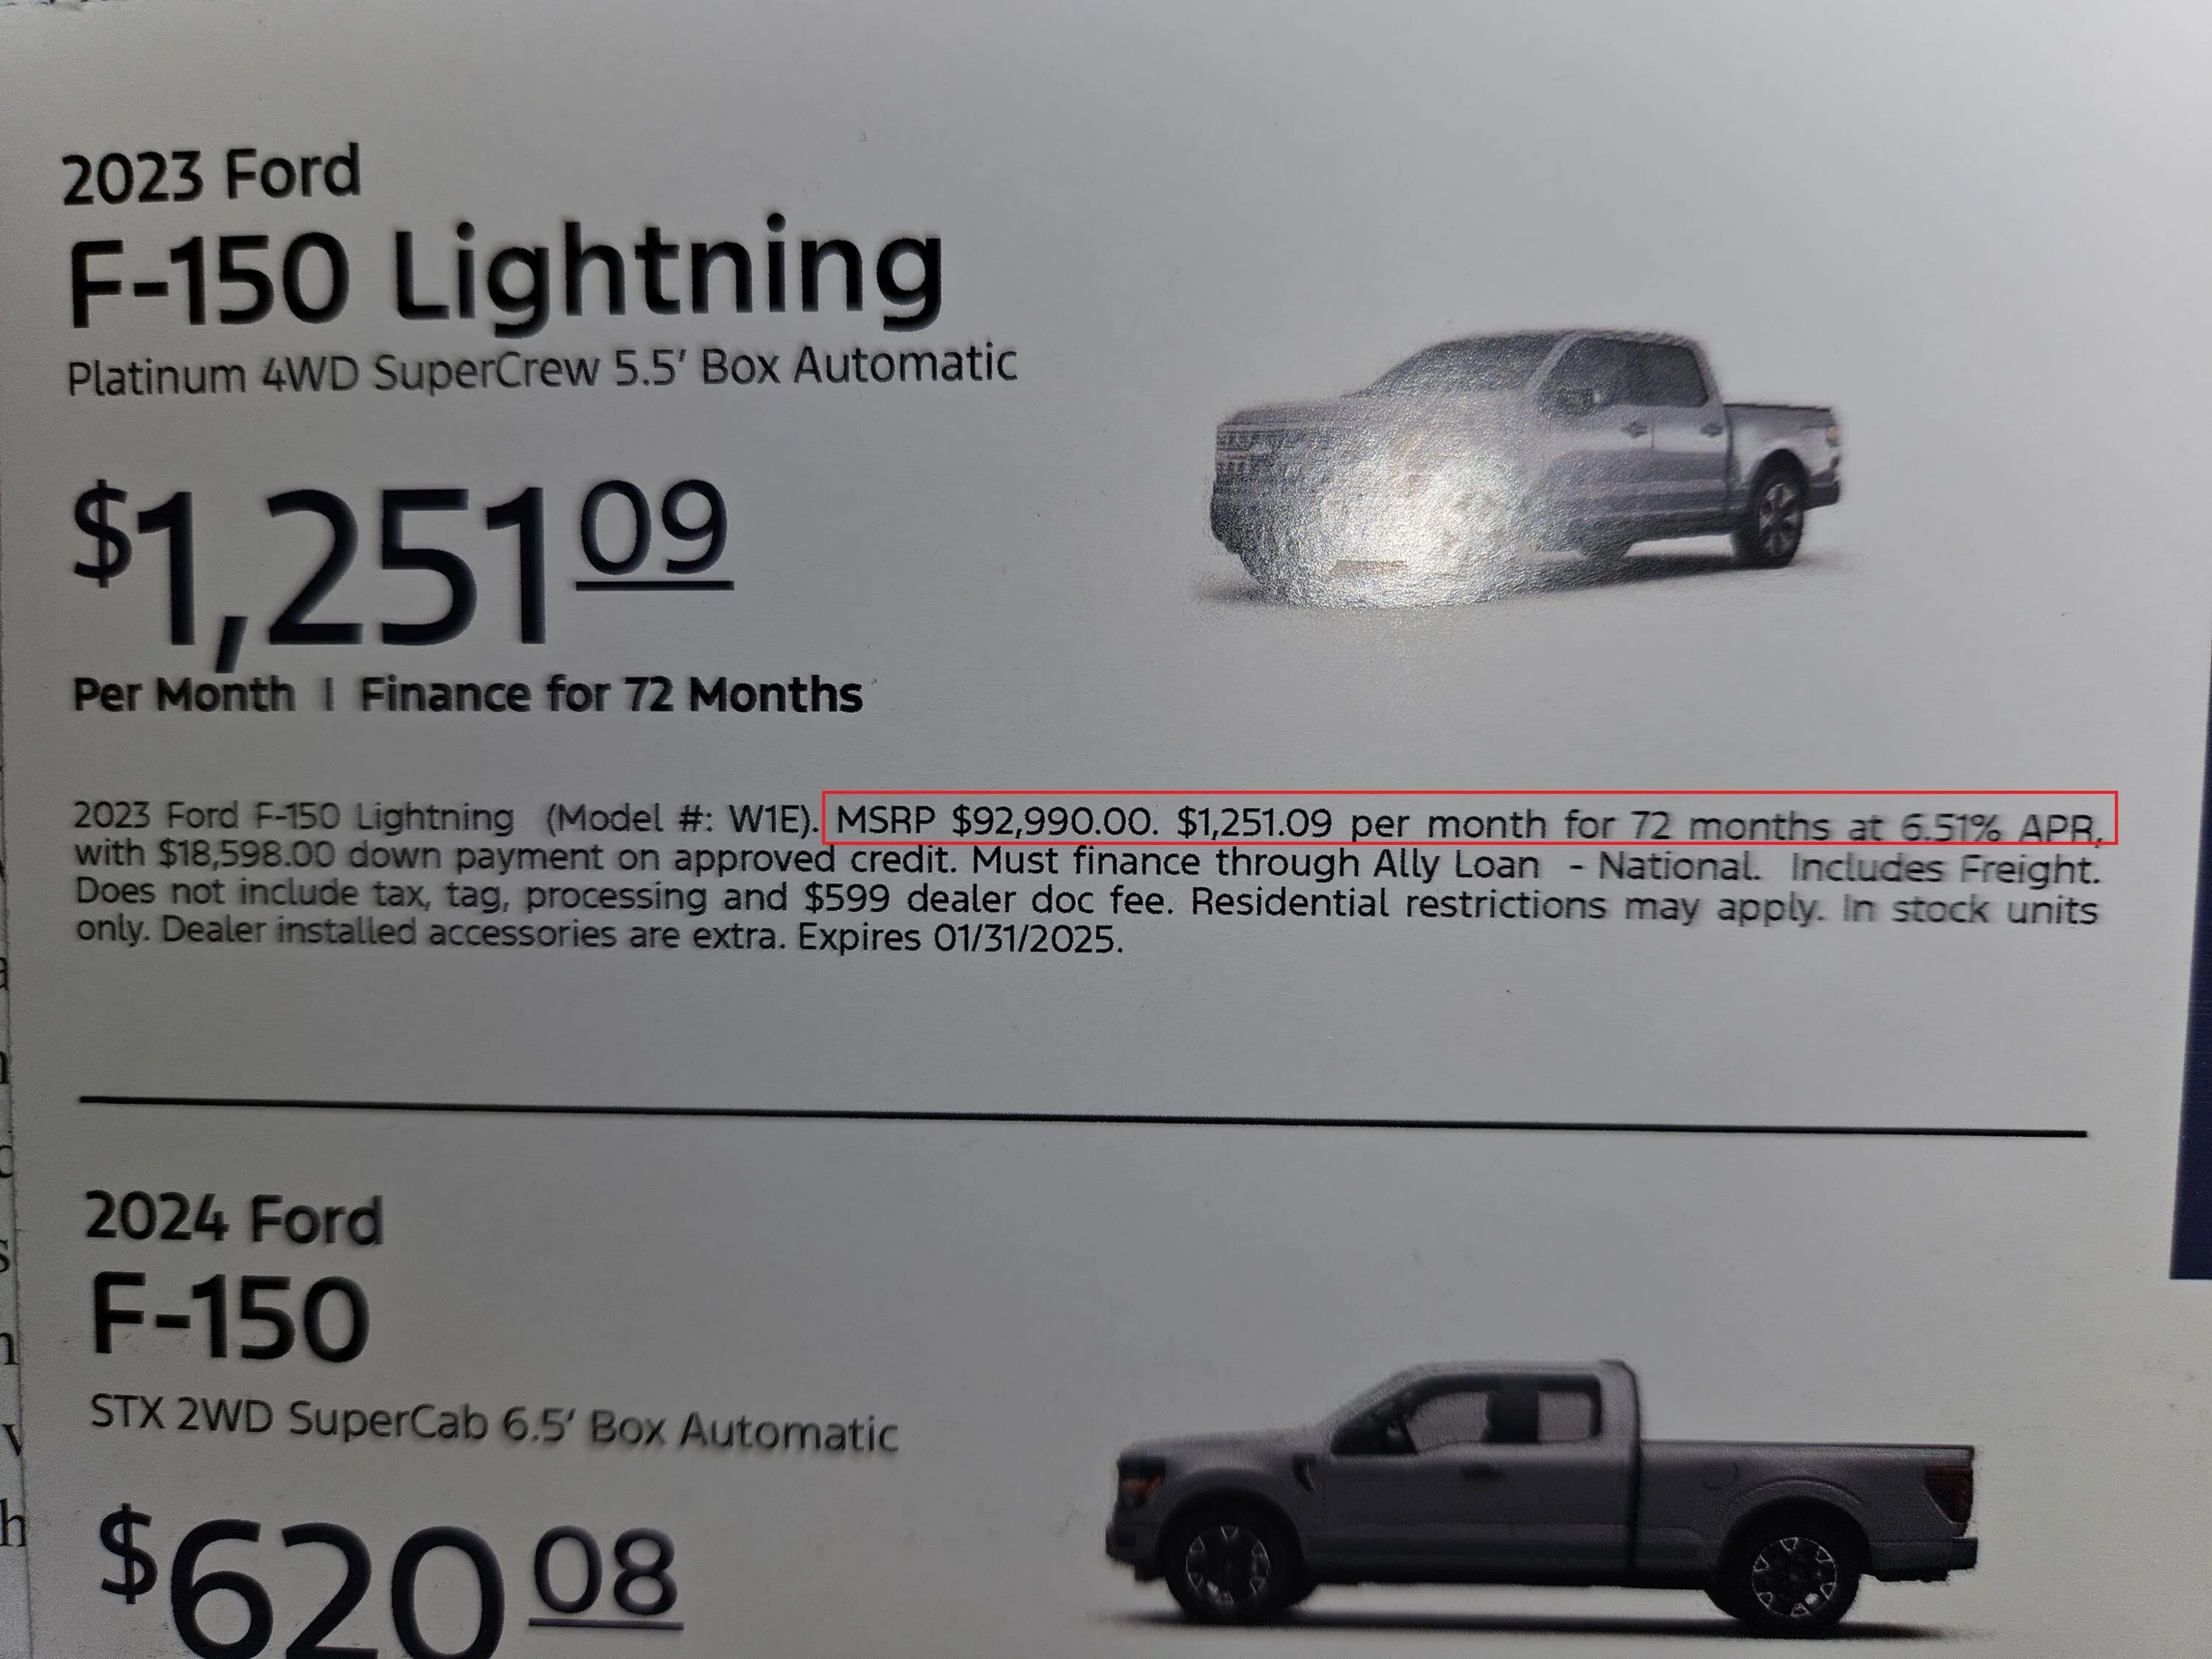 2023 Ford
F-150 Lightning
Platinum 4WD SuperCrew 5.5' Box Automatic
$1,251 09
Per Month | Finance for 72 Months
2023 Ford F-150 Lightning (Model #: W1E). MSRP $92,990.00. $1,251.09 per month for 72 months at 6.51% APR,
with $18,598.00 down payment on approved credit. Must finance through Ally Loan - National. Includes Freight.
Does not include tax, tag, processing and $599 dealer doc fee. Residential restrictions may apply. In stock units
only. Dealer installed accessories are extra. Expires 01/31/2025.
2024 Ford
F-150
STX 2WD SuperCab 6.5' Box Automatic
$620 08